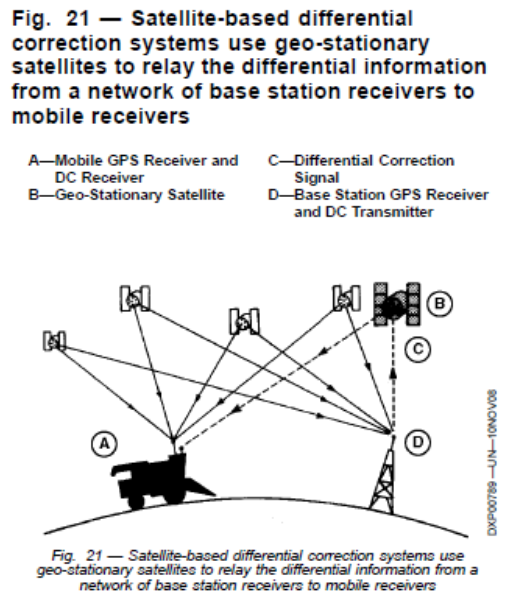 Fig. 21 — Satellite-based differential
correction systems use geo-stationary
satellites to relay the differential information
from a network of base station receivers to
mobile receivers
A—Mobile GPS Receiver and
DC Receiver
B—Geo-Stationary Satellite
C—Differential Correction
Signal
D—Base Station GPS Receiver
and DC Transmitter
B
C
A
D
DXP00789 —UN—10NOV08
Fig. 21 — Satellite-based differential correction systems use
geo-stationary satellites to relay the differential information from a
network of base station receivers to mobile receivers